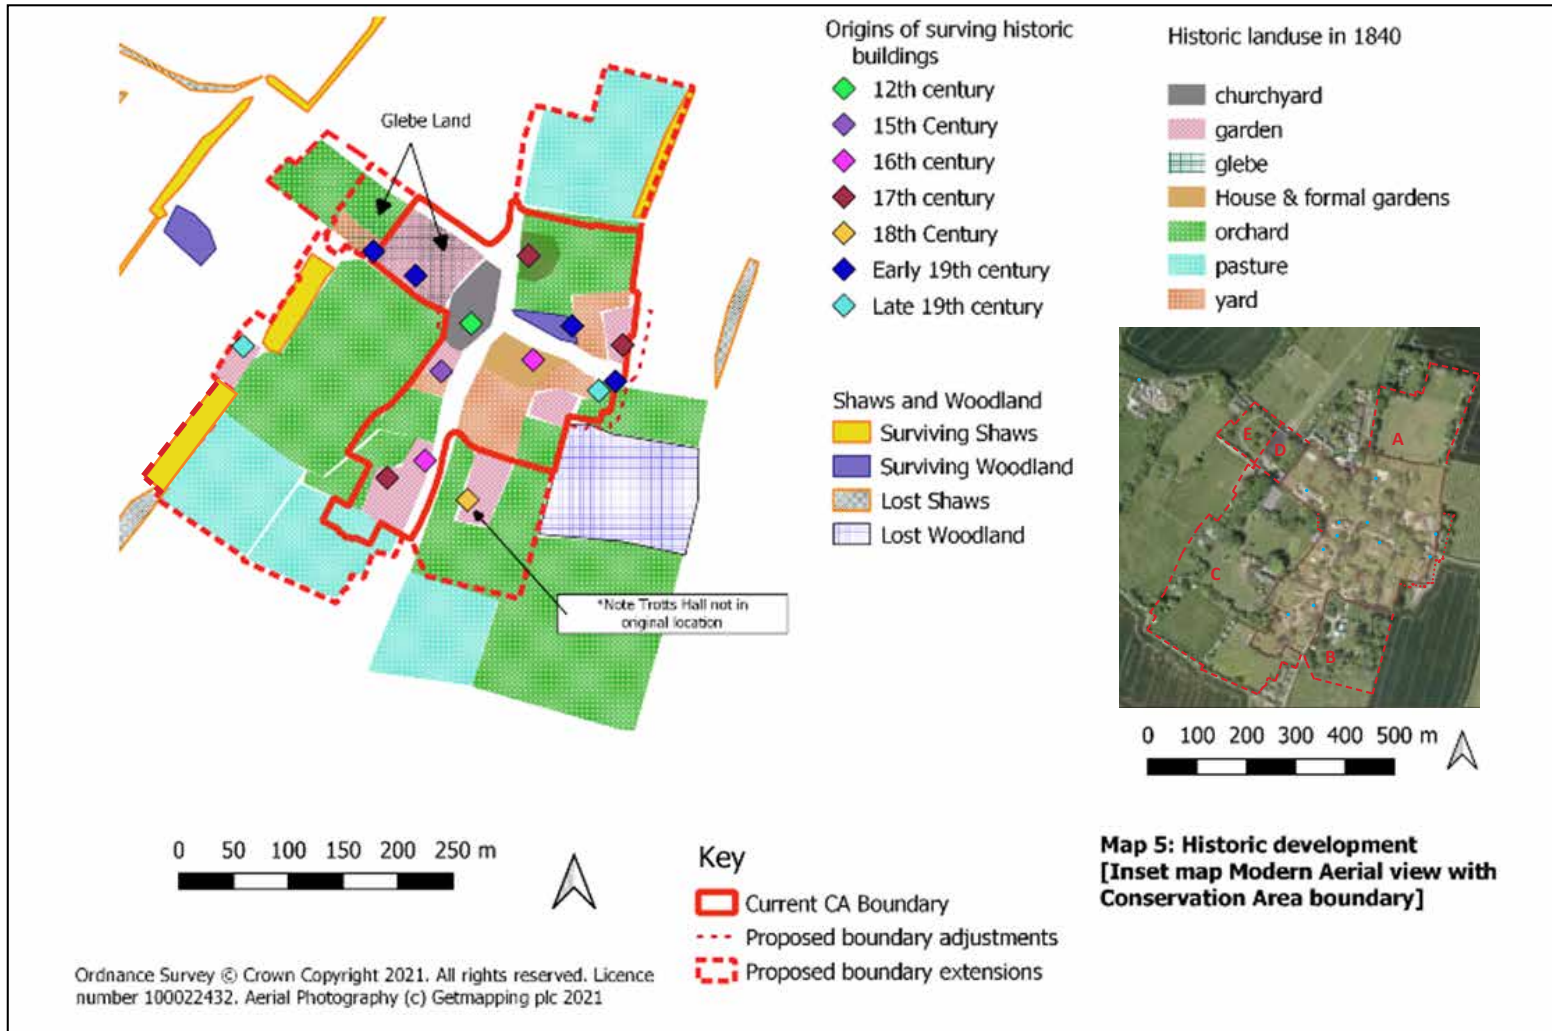 Glebe Land
*Note Trotts Hall not in
original location
Origins of surving historic
buildings
12th century
15th Century
16th century
17th century
18th Century
Early 19th century
Late 19th century
Shaws and Woodland
Surviving Shaws
Surviving Woodland
Lost Shaws
Lost Woodland
Historic landuse in 1840
churchyard
garden
glebe
House & formal gardens
orchard
pasture
yard
A
E
D
C
B
0 100 200 300 400 500 m
Map 5: Historic development
[Inset map Modern Aerial view with
Conservation Area boundary]
0 50 100 150 200 250 m
Key
Current CA Boundary
Proposed boundary adjustments
Proposed boundary extensions
Ordnance Survey © Crown Copyright 2021. All rights reserved. Licence
number 100022432. Aerial Photography (c) Getmapping plc 2021